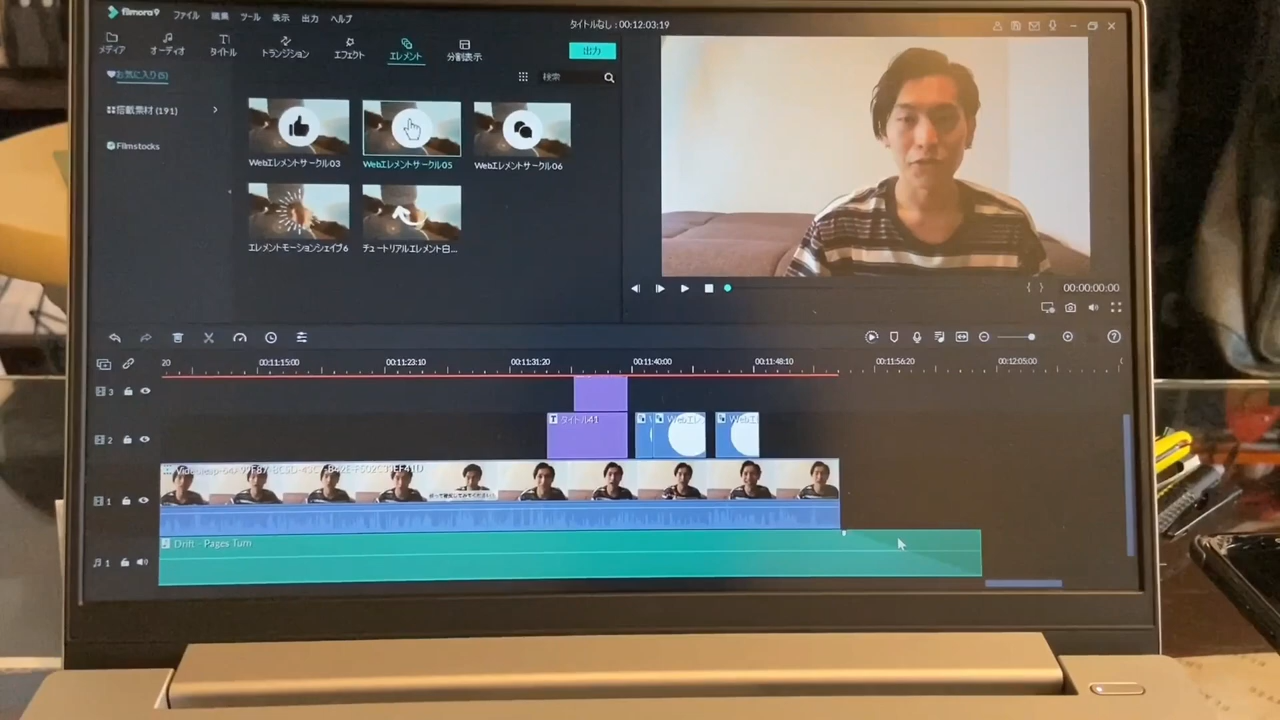 filmora9 ファイル 編集 ツール 表示 出力 ヘルプ
タイトルなし : 00:12:03:19
メディア オーディオ タイトル トランジション エフェクト エレメント 分割表示
出力
お気に入り(5)
検索
搭載素材 (191)
Filmstocks
Webエレメントサークル03 Webエレメントサークル05 Webエレメントサークル06
エレメントモーションシェイプ6 チュートリアルエレメント白...
00:00:00:00
20 00:11:15:00 00:11:23:10 00:11:31:20 00:11:40:00 00:11:48:10 00:11:56:20 00:12:05:00
3
2
タイトル41
Webエレ
Webエ
1
1
Drift - Pages Turn